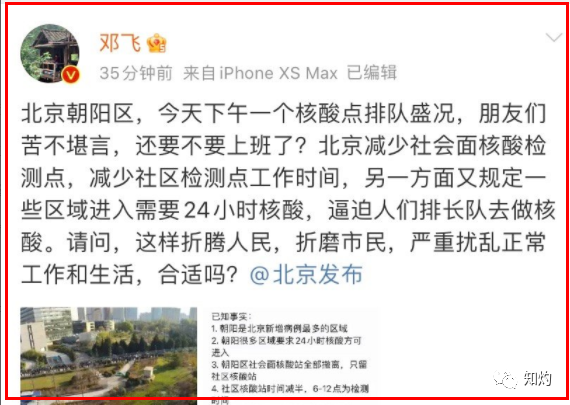 邓飞
35分钟前 来自iPhone XS Max 已编辑
北京朝阳区，今天下午一个核酸点排队盛况，朋友们
苦不堪言，还要不要上班了？北京减少社会面核酸检
测点，减少社区检测点工作时间，另一方面又规定一
些区域进入需要24小时核酸，逼迫人们排长队去做核
酸。请问，这样折腾人民，折磨市民，严重扰乱正常
工作和生活，合适吗？@北京发布
已知事实：
1. 朝阳是北京新增病例最多的区域
2. 朝阳很多区域要求24小时核酸方可
进入
3. 朝阳区社会面核酸站全部撤离，只留
社区核酸站
4. 社区核酸站时间减半，6-12点为检测
时间
知灼